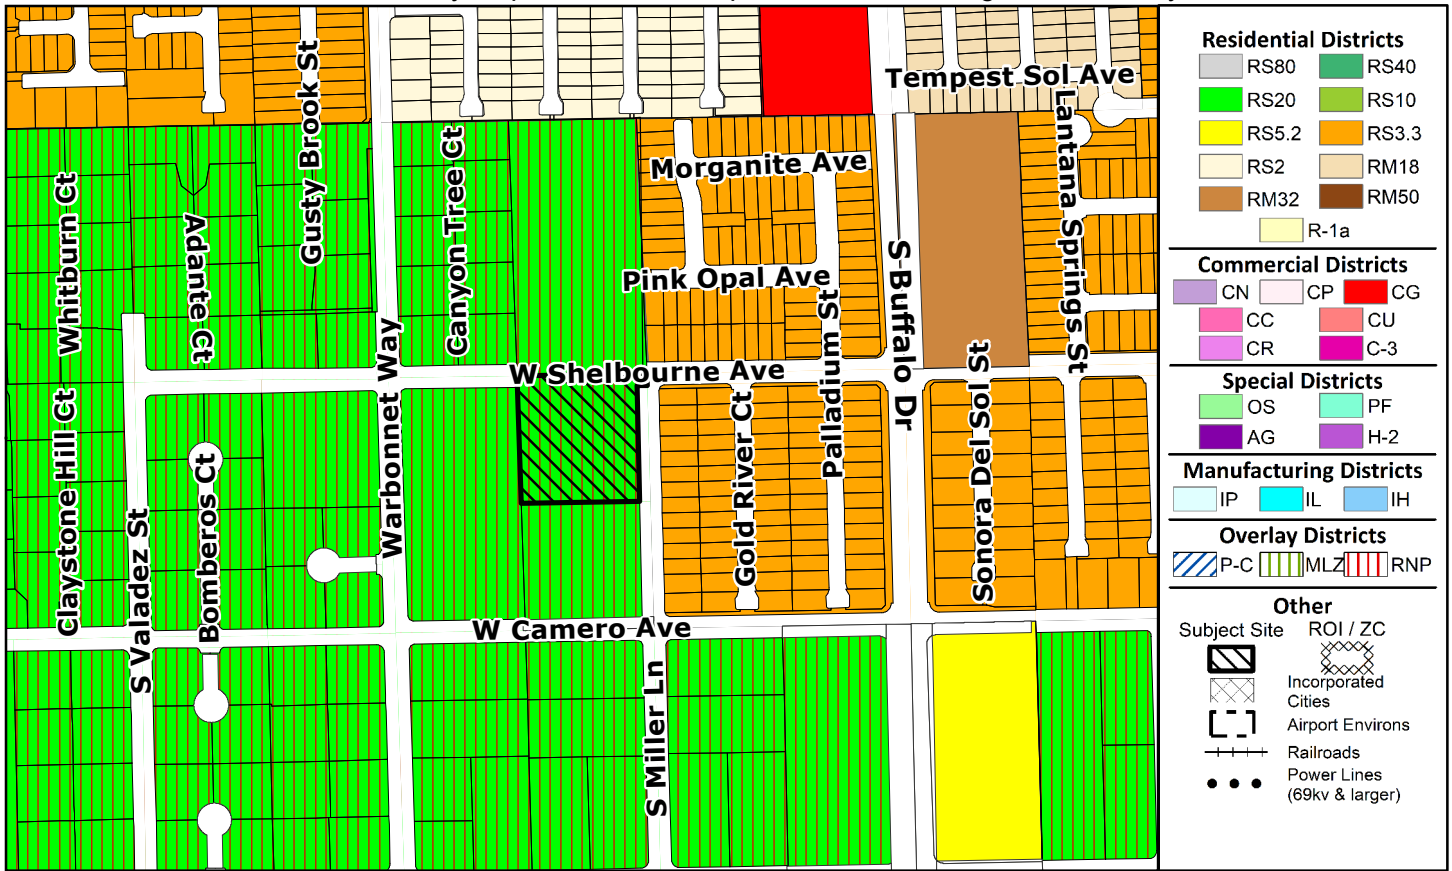 Tempest Sol Ave
Gusty Brook St
Lantana Springs St
Morganite Ave
Canyon Tree Ct
Whitburn Ct
Adante Ct
Pink Opal Ave
S Buffalo Dr
Palladium St
Warbonnet Way
W Shelbourne Ave
Sonora Del Sol St
Gold River Ct
Claystone Hill Ct
Bomberos Ct
S Valadez St
W Camero Ave
S Miller Ln
Residential Districts
RS80 RS40
RS20 RS10
RS5.2 RS3.3
RS2 RM18
RM32 RM50
R-1a
Commercial Districts
CN CP CG
CC CU
CR C-3
Special Districts
OS PF
AG H-2
Manufacturing Districts
IP IL IH
Overlay Districts
P-C MLZ RNP
Other
Subject Site ROI / ZC
Incorporated
Cities
Airport Environs
Railroads
Power Lines
(69kv & larger)